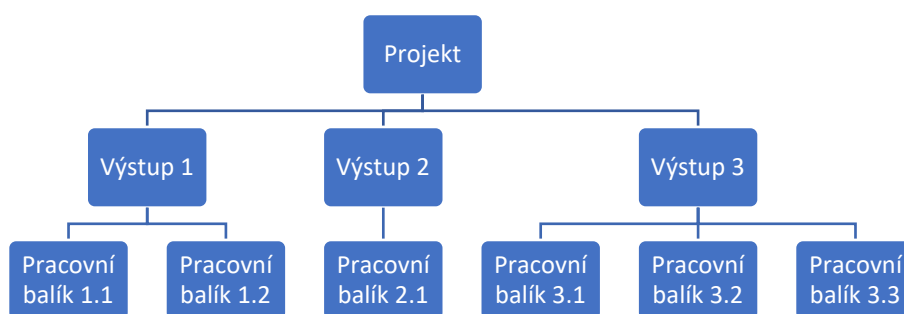 Projekt
Výstup 1
Výstup 2
Výstup 3
Pracovní
balík 1.1
Pracovní
balík 1.2
Pracovní
balík 2.1
Pracovní
balík 3.1
Pracovní
balík 3.2
Pracovní
balík 3.3